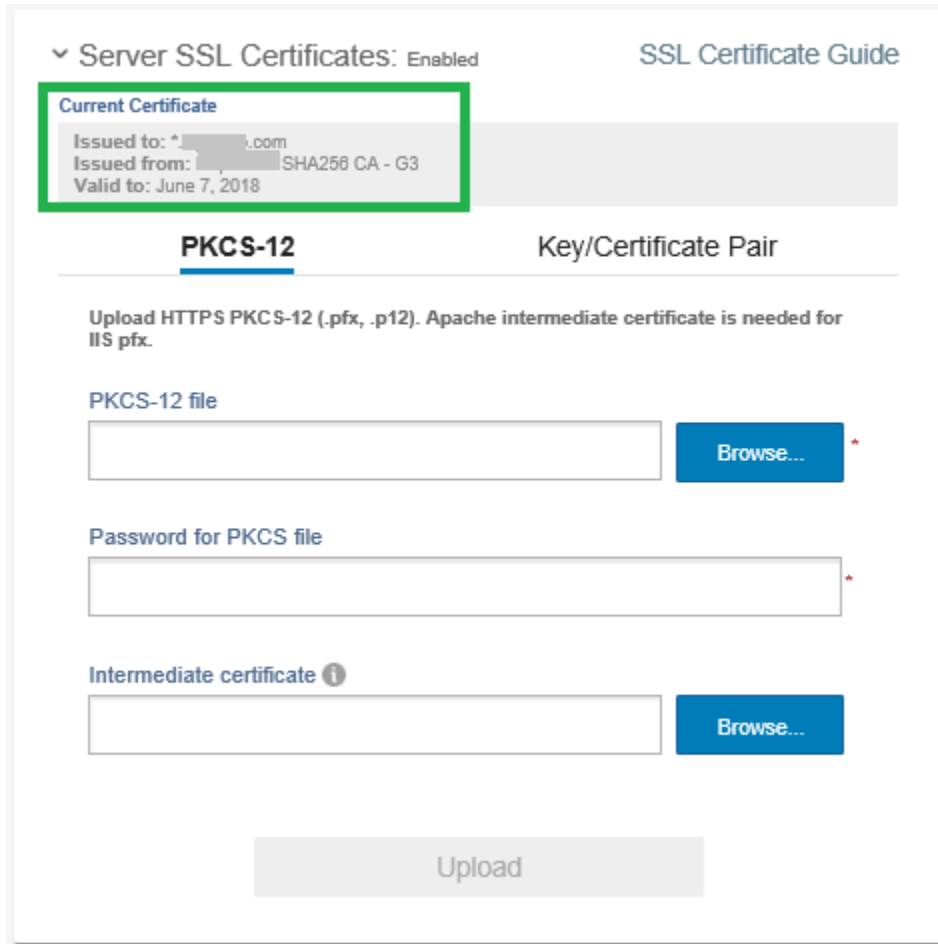 Server SSL Certificates: Enabled
SSL Certificate Guide
Current Certificate
Issued to: *. .com
Issued from: SHA256 CA - G3
Valid to: June 7, 2018
PKCS-12
Key/Certificate Pair
Upload HTTPS PKCS-12 (.pfx, .p12). Apache intermediate certificate is needed for
IIS pfx.
PKCS-12 file
Browse... *
Password for PKCS file
*
Intermediate certificate
Browse...
Upload